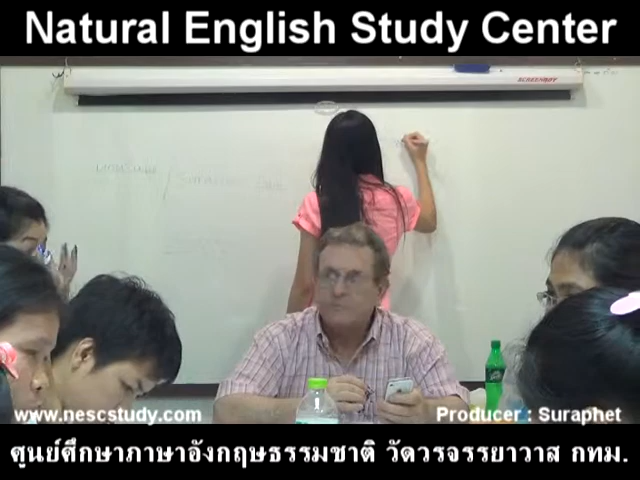 Natural English Study Center
SCREENBOY
www.nescstudy.com
Producer : Suraphet
ศูนย์ศึกษาภาษาอังกฤษธรรมชาติ วัดวรจรรยาวาส กทม.